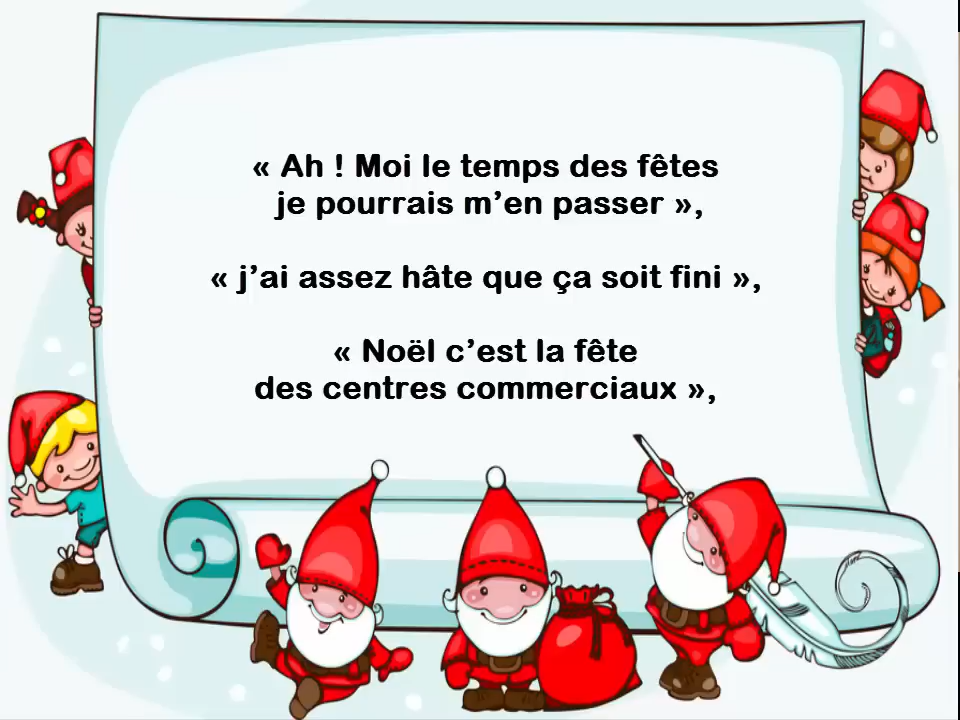 « Ah ! Moi le temps des fêtes
je pourrais m’en passer »,
« j’ai assez hâte que ça soit fini »,
« Noël c’est la fête
des centres commerciaux »,